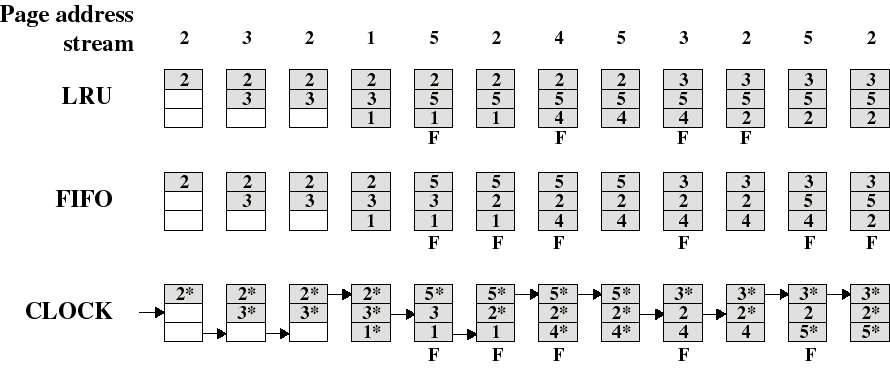 Page address
stream 2 3 2 1 5 2 4 5 3 2 5 2
2 2 2 2 2 2 2 2 3 3 3 3
LRU 3 3 3 5 5 5 5 5 5 5 5
1 1 1 4 4 4 2 2 2
F F F F
2 2 2 2 5 5 5 5 3 3 3 3
FIFO 3 3 3 3 2 2 2 2 2 5 5
1 1 1 4 4 4 4 4 2
F F F F F F
2* 2* 2* 2* 5* 5* 5* 5* 3* 3* 3* 3*
CLOCK 3* 3* 3* 3 2* 2* 2* 2 2* 2 2*
1* 1 1 4* 4* 4 4 5* 5*
F F F F F